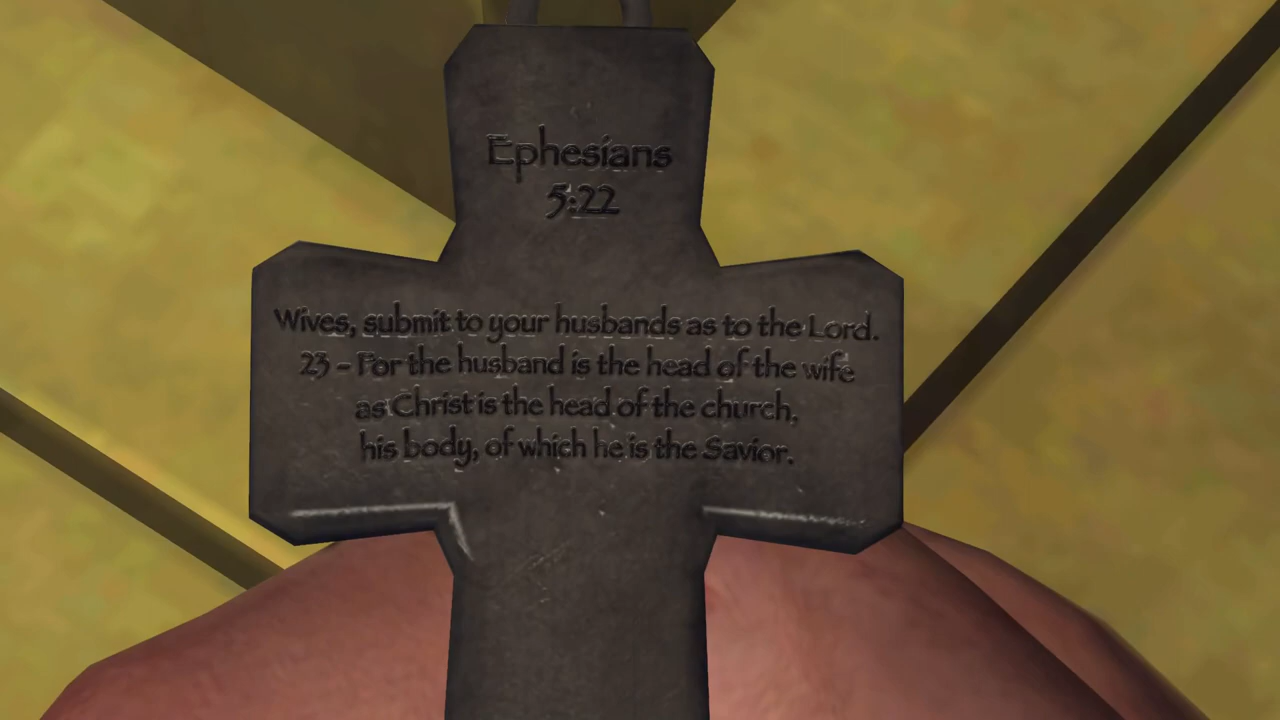 Ephesians
5:22
Wives, submit to your husbands as to the Lord.
23 - For the husband is the head of the wife
as Christ is the head of the church,
his body, of which he is the Savior.